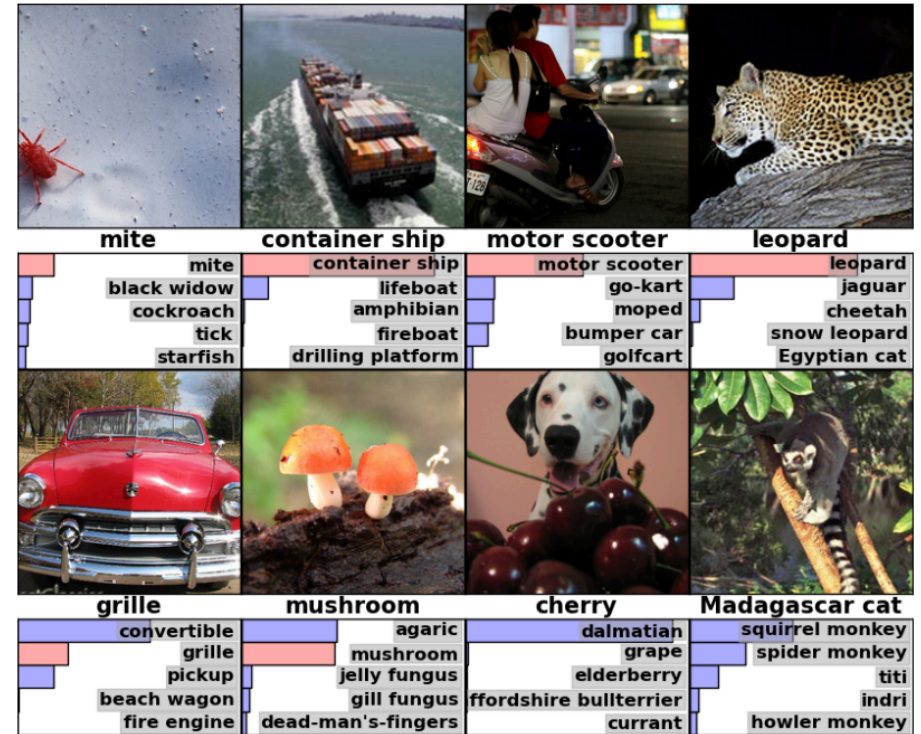 mite
container ship
motor scooter
leopard
mite
black widow
cockroach
tick
starfish
container ship
lifeboat
amphibian
fireboat
drilling platform
motor scooter
go-kart
moped
bumper car
golfcart
leopard
jaguar
cheetah
snow leopard
Egyptian cat
grille
mushroom
cherry
Madagascar cat
convertible
grille
pickup
beach wagon
fire engine
agaric
mushroom
jelly fungus
gill fungus
dead-man's-fingers
dalmatian
grape
elderberry
ffordshire bullterrier
currant
squirrel monkey
spider monkey
titi
indri
howler monkey